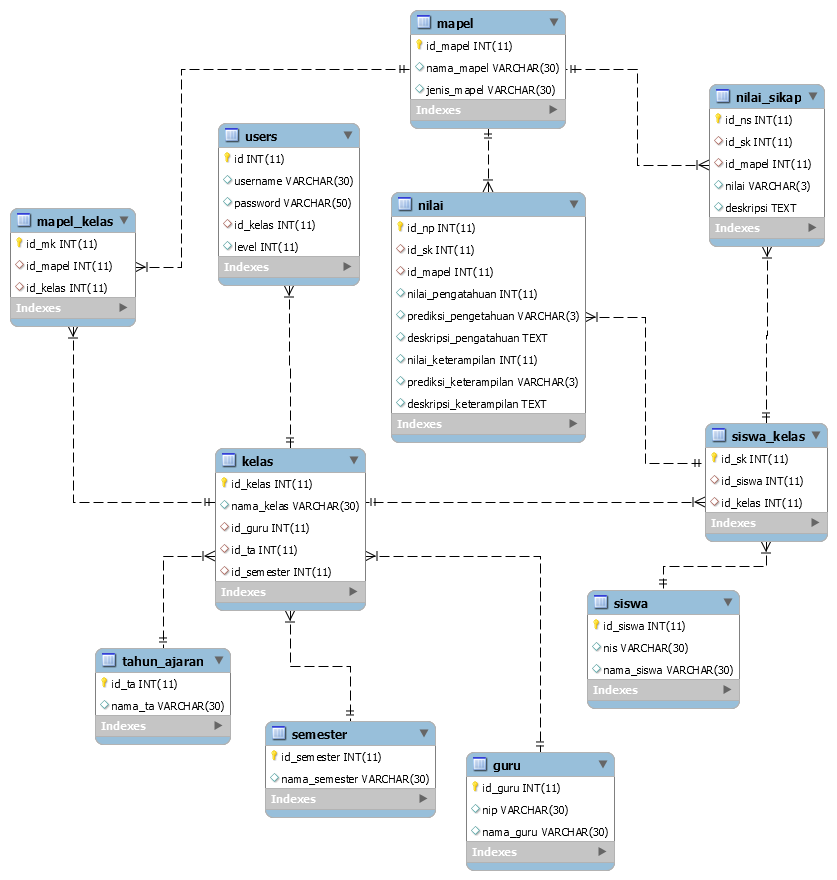 mapel
id_mapel INT(11)
nama_mapel VARCHAR(30)
jenis_mapel VARCHAR(30)
Indexes
nilai_sikap
id_ns INT(11)
id_sk INT(11)
id_mapel INT(11)
nilai VARCHAR(3)
deskripsi TEXT
Indexes
users
id INT(11)
username VARCHAR(30)
password VARCHAR(50)
id_kelas INT(11)
level INT(11)
Indexes
mapel_kelas
id_mk INT(11)
id_mapel INT(11)
id_kelas INT(11)
Indexes
nilai
id_np INT(11)
id_sk INT(11)
id_mapel INT(11)
nilai_pengatahuan INT(11)
prediksi_pengetahuan VARCHAR(3)
deskripsi_pengatahuan TEXT
nilai_keterampilan INT(11)
prediksi_keterampilan VARCHAR(3)
deskripsi_keterampilan TEXT
Indexes
kelas
id_kelas INT(11)
nama_kelas VARCHAR(30)
id_guru INT(11)
id_ta INT(11)
id_semester INT(11)
Indexes
siswa_kelas
id_sk INT(11)
id_siswa INT(11)
id_kelas INT(11)
Indexes
siswa
id_siswa INT(11)
nis VARCHAR(30)
nama_siswa VARCHAR(30)
Indexes
tahun_ajaran
id_ta INT(11)
nama_ta VARCHAR(30)
Indexes
semester
id_semester INT(11)
nama_semester VARCHAR(30)
Indexes
guru
id_guru INT(11)
nip VARCHAR(30)
nama_guru VARCHAR(30)
Indexes